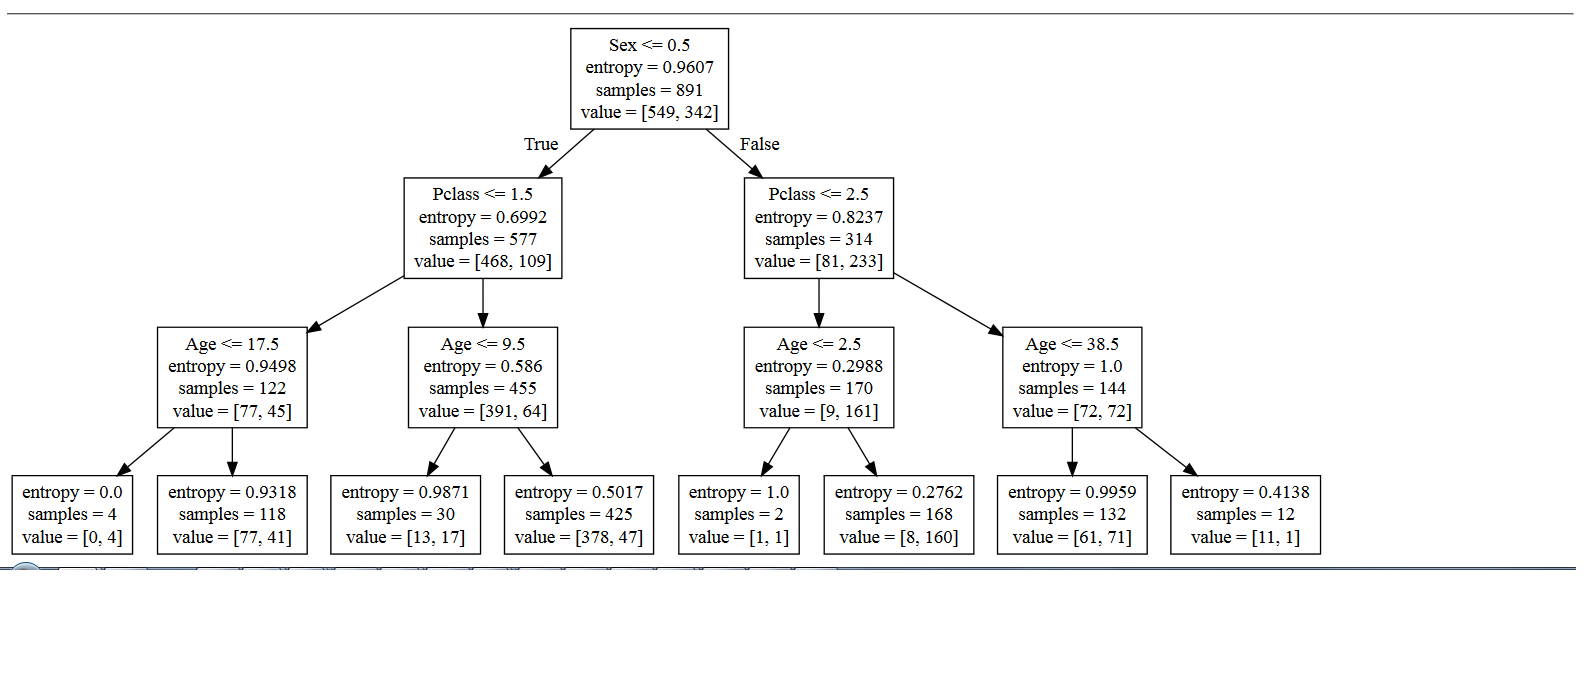 Sex <= 0.5
entropy = 0.9607
samples = 891
value = [549, 342]
True
False
Pclass <= 1.5
entropy = 0.6992
samples = 577
value = [468, 109]
Pclass <= 2.5
entropy = 0.8237
samples = 314
value = [81, 233]
Age <= 17.5
entropy = 0.9498
samples = 122
value = [77, 45]
Age <= 9.5
entropy = 0.586
samples = 455
value = [391, 64]
Age <= 2.5
entropy = 0.2988
samples = 170
value = [9, 161]
Age <= 38.5
entropy = 1.0
samples = 144
value = [72, 72]
entropy = 0.0
samples = 4
value = [0, 4]
entropy = 0.9318
samples = 118
value = [77, 41]
entropy = 0.9871
samples = 30
value = [13, 17]
entropy = 0.5017
samples = 425
value = [378, 47]
entropy = 1.0
samples = 2
value = [1, 1]
entropy = 0.2762
samples = 168
value = [8, 160]
entropy = 0.9959
samples = 132
value = [61, 71]
entropy = 0.4138
samples = 12
value = [11, 1]